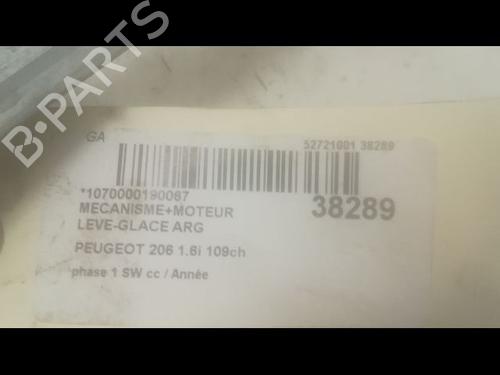 B-PARTS
GA 52721001 38289
*1070000190067
MECANISME+MOTEUR 38289
LEVE-GLACE ARG
PEUGEOT 206 1.6i 109ch
phase 1 SW cc / Année